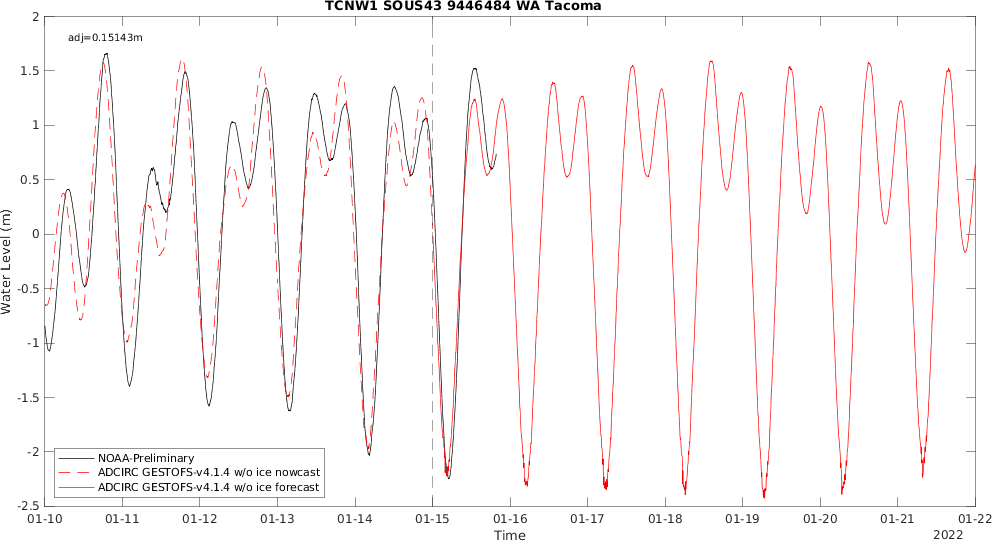 TCNW1 SOUS43 9446484 WA Tacoma
adj=0.15143m
Water Level (m)
2
1.5
1
0.5
0
-0.5
-1
-1.5
-2
-2.5
NOAA-Preliminary
ADCIRC GESTOFS-v4.1.4 w/o ice nowcast
ADCIRC GESTOFS-v4.1.4 w/o ice forecast
01-10 01-11 01-12 01-13 01-14 01-15 01-16 01-17 01-18 01-19 01-20 01-21 01-22
Time
2022